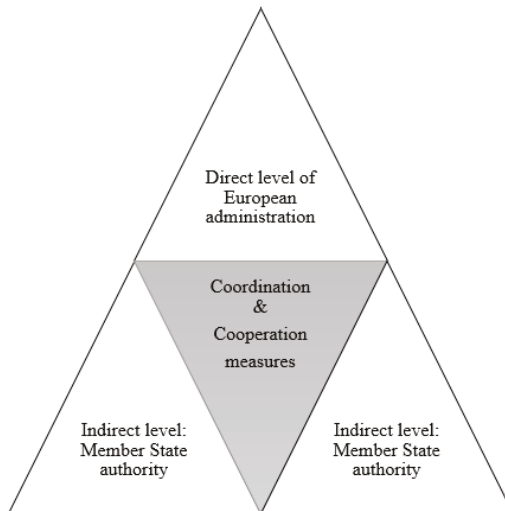 Direct level of
European
administration
Coordination
&
Cooperation
measures
Indirect level:
Member State
authority
Indirect level:
Member State
authority